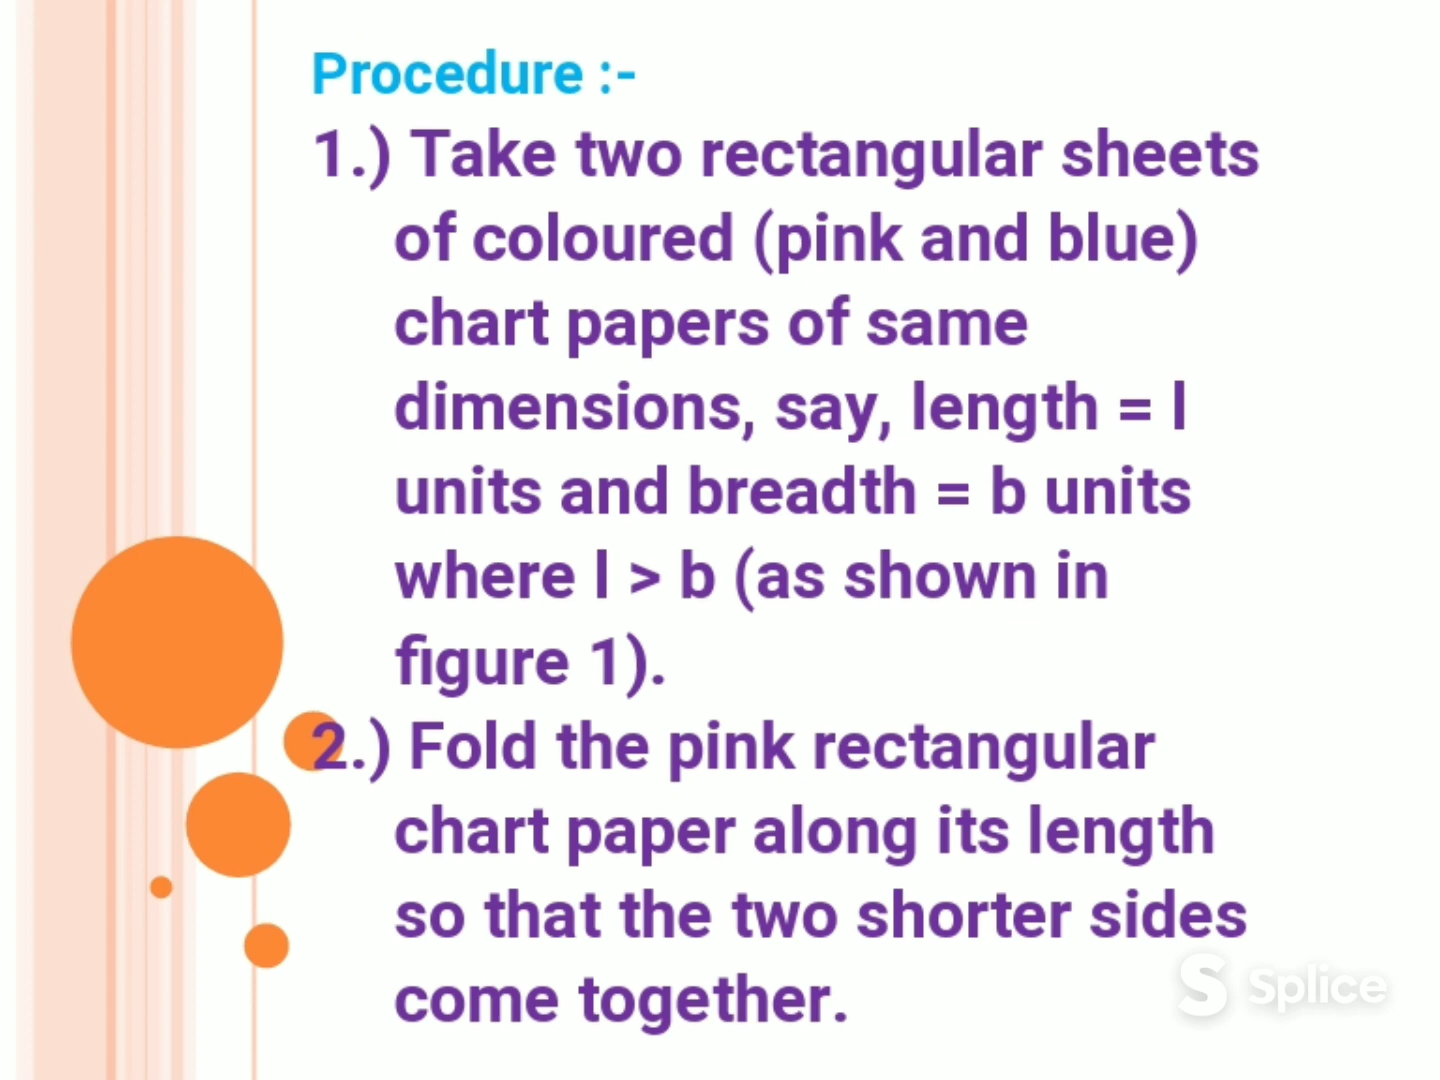 Procedure :-
1.) Take two rectangular sheets
of coloured (pink and blue)
chart papers of same
dimensions, say, length = l
units and breadth = b units
where l > b (as shown in
figure 1).
2.) Fold the pink rectangular
chart paper along its length
so that the two shorter sides
come together.
S Splice